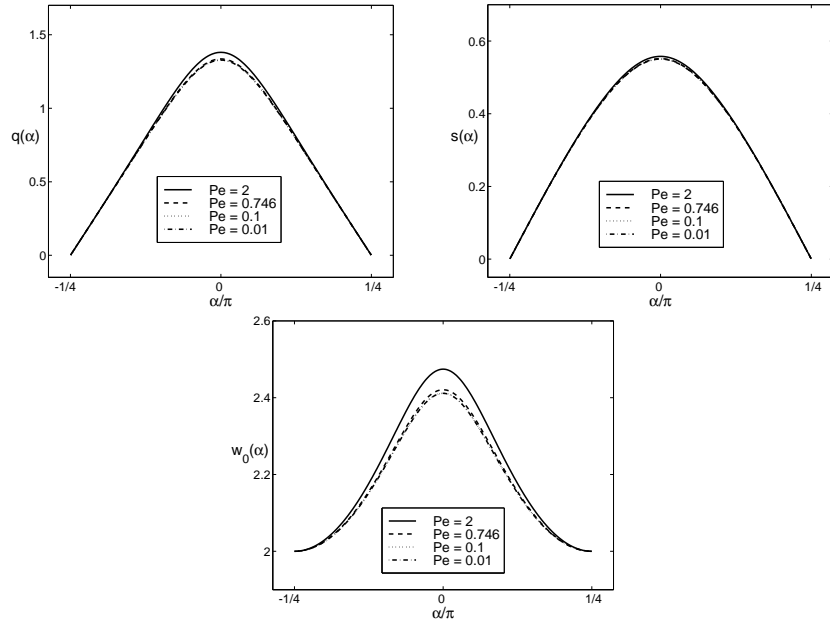 1.5
1
0.5
0
q(α)
-1/4
0
1/4
α/π
Pe = 2
Pe = 0.746
Pe = 0.1
Pe = 0.01
0.6
0.4
0.2
0
s(α)
-1/4
0
1/4
α/π
Pe = 2
Pe = 0.746
Pe = 0.1
Pe = 0.01
2.6
2.4
2.2
2
w₀(α)
-1/4
0
1/4
α/π
Pe = 2
Pe = 0.746
Pe = 0.1
Pe = 0.01